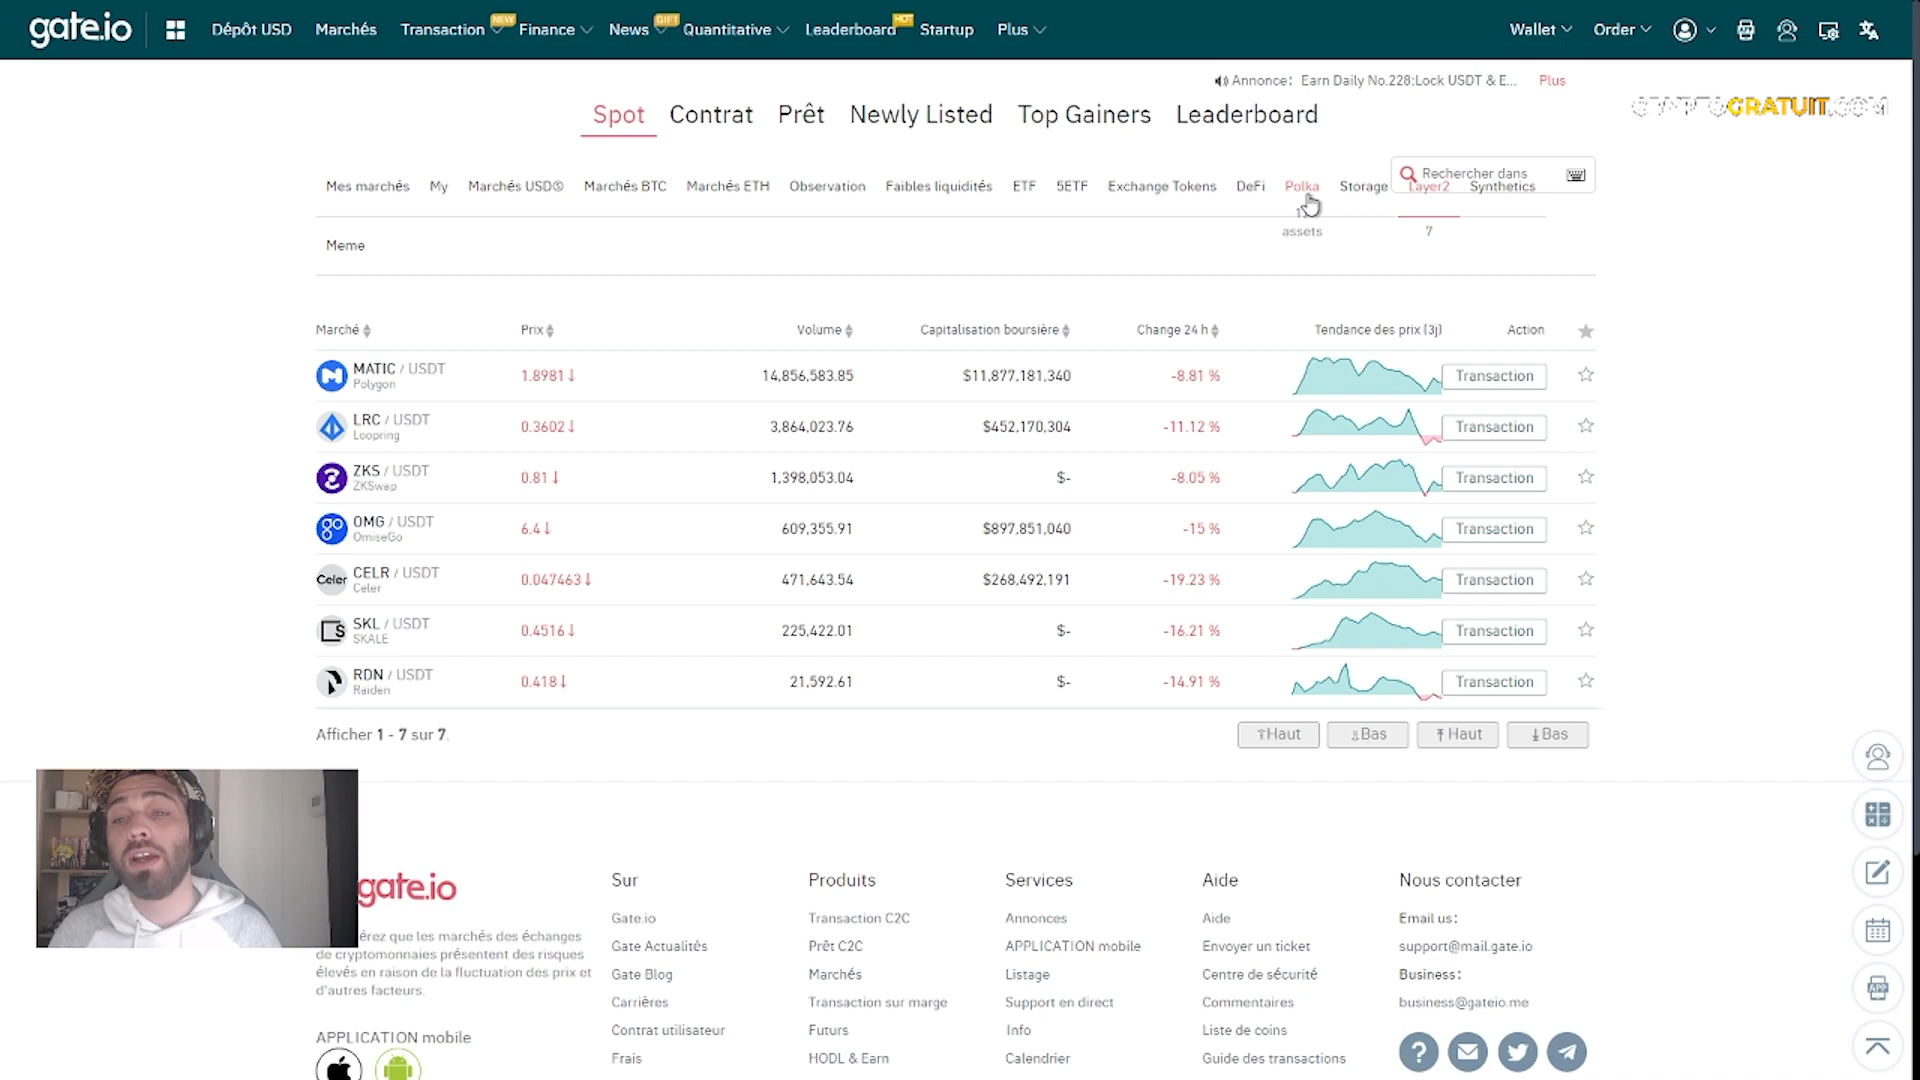 gate.io Dépôt USD Marchés Transaction NEW Finance News GIFT Quantitative Leaderboard HOT Startup Plus Wallet Order
Annonce: Earn Daily No.228:Lock USDT & E... Plus
Spot Contrat Prêt Newly Listed Top Gainers Leaderboard
GRATUIT.COM
Rechercher dans
Mes marchés My Marchés USDⓈ Marchés BTC Marchés ETH Observation Faibles liquidités ETF 5ETF Exchange Tokens DeFi Polka Storage Layer2 Synthetics
assets 7
Meme
Marché Prix Volume Capitalisation boursière Change 24 h Tendance des prix (3j) Action
MATIC / USDT 1.8981↓ 14,856,583.85 $11,877,181,340 -8.81 % Transaction
Polygon
LRC / USDT 0.3602↓ 3,864,023.76 $452,170,304 -11.12 % Transaction
Loopring
ZKS / USDT 0.81↓ 1,398,053.04 $- -8.05 % Transaction
ZKSwap
OMG / USDT 6.4↓ 609,355.91 $897,851,040 -15 % Transaction
OmiseGo
Celer CELR / USDT 0.047463↓ 471,643.54 $268,492,191 -19.23 % Transaction
Celer
SKL / USDT 0.4516↓ 225,422.01 $- -16.21 % Transaction
SKALE
RDN / USDT 0.418↓ 21,592.61 $- -14.91 % Transaction
Raiden
Afficher 1 - 7 sur 7. Haut Bas Haut Bas
gate.io
érez que les marchés des échanges
de cryptomonnaies présentent des risques
élevés en raison de la fluctuation des prix et
d'autres facteurs.
APPLICATION mobile
Sur
Gate.io
Gate Actualités
Gate Blog
Carrières
Contrat utilisateur
Frais
Produits
Transaction C2C
Prêt C2C
Marchés
Transaction sur marge
Futurs
HODL & Earn
Services
Annonces
APPLICATION mobile
Listage
Support en direct
Info
Calendrier
Aide
Aide
Envoyer un ticket
Centre de sécurité
Commentaires
Liste de coins
Guide des transactions
Nous contacter
Email us:
support@mail.gate.io
Business:
business@gateio.me
APP